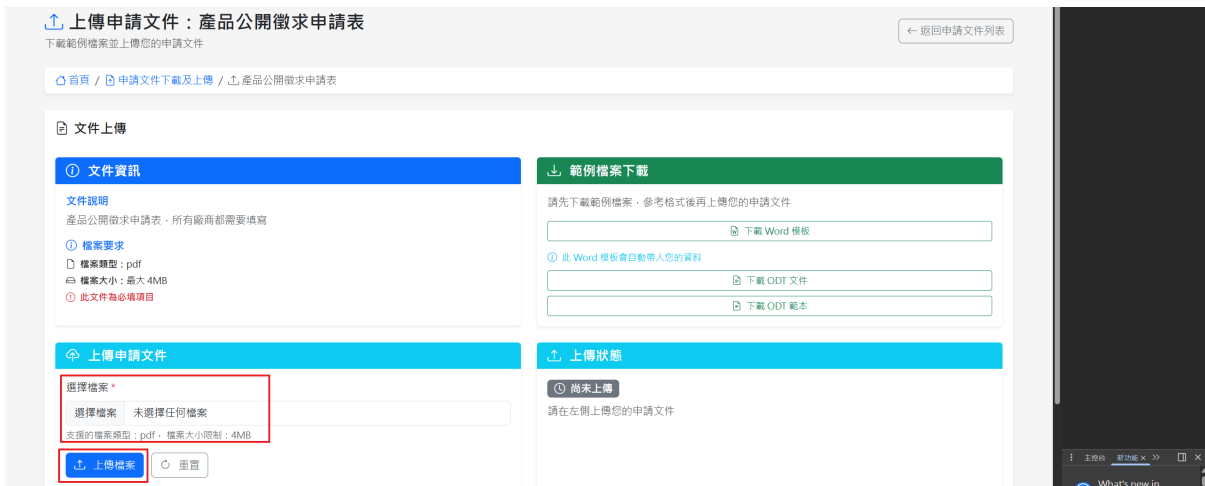 上傳申請文件：產品公開徵求申請表
下載範例檔案並上傳您的申請文件
← 返回申請文件列表
首頁 / 申請文件下載及上傳 / 產品公開徵求申請表
文件上傳
文件資訊
文件說明
產品公開徵求申請表，所有廠商都需要填寫
檔案要求
檔案類型：pdf
檔案大小：最大 4MB
此文件為必填項目
範例檔案下載
請先下載範例檔案，參考格式後再上傳您的申請文件
下載 Word 模板
此 Word 模板會自動帶入您的資料
下載 ODT 文件
下載 ODT 範本
上傳申請文件
選擇檔案 *
選擇檔案 未選擇任何檔案
支援的檔案類型：pdf， 檔案大小限制：4MB
上傳檔案 重置
上傳狀態
尚未上傳
請在左側上傳您的申請文件
主控台 新功能 ×
What's new in